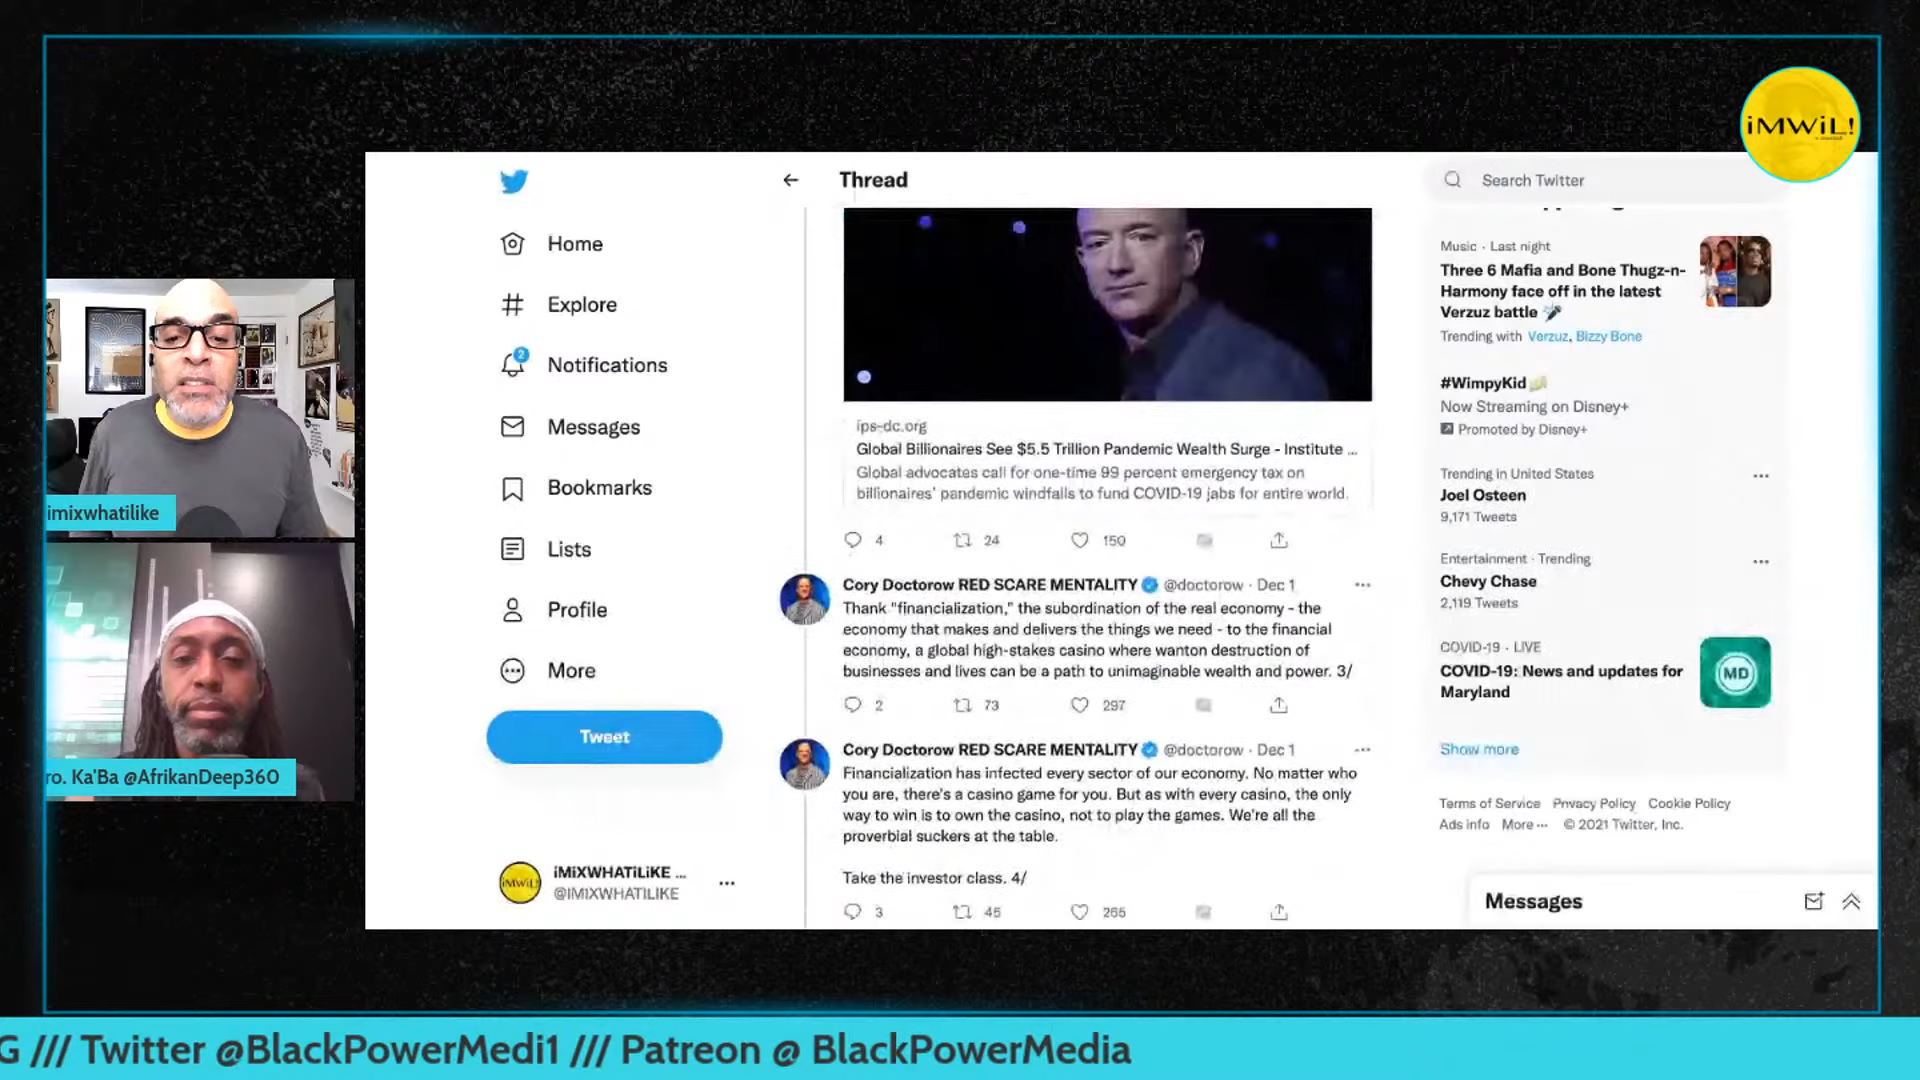 iMWiL!
Home
Explore
2
Notifications
Messages
Bookmarks
Lists
Profile
More
Tweet
iMWiL!
iMiXWHATiLiKE ...
@IMIXWHATILIKE
imixwhatilike
ro. Ka'Ba @AfrikanDeep360
Thread
ips-dc.org
Global Billionaires See $5.5 Trillion Pandemic Wealth Surge - Institute ...
Global advocates call for one-time 99 percent emergency tax on
billionaires' pandemic windfalls to fund COVID-19 jabs for entire world.
4 24 150
Cory Doctorow RED SCARE MENTALITY @doctorow · Dec 1
Thank "financialization," the subordination of the real economy - the
economy that makes and delivers the things we need - to the financial
economy, a global high-stakes casino where wanton destruction of
businesses and lives can be a path to unimaginable wealth and power. 3/
2 73 297
Cory Doctorow RED SCARE MENTALITY @doctorow · Dec 1
Financialization has infected every sector of our economy. No matter who
you are, there's a casino game for you. But as with every casino, the only
way to win is to own the casino, not to play the games. We're all the
proverbial suckers at the table.
Take the investor class. 4/
3 45 265
Search Twitter
Music · Last night
Three 6 Mafia and Bone Thugz-n-
Harmony face off in the latest
Verzuz battle
Trending with Verzuz, Bizzy Bone
#WimpyKid
Now Streaming on Disney+
Promoted by Disney+
Trending in United States
Joel Osteen
9,171 Tweets
Entertainment · Trending
Chevy Chase
2,119 Tweets
COVID-19 · LIVE
COVID-19: News and updates for
Maryland
MD
Show more
Terms of Service Privacy Policy Cookie Policy
Ads info More ··· © 2021 Twitter, Inc.
Messages
G /// Twitter @BlackPowerMedi1 /// Patreon @ BlackPowerMedia